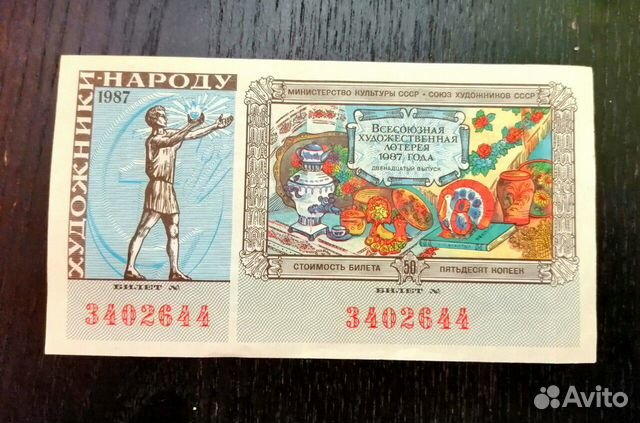 ХУДОЖНИКИ-НАРОДУ
1987
БИЛЕТ №
3402644
МИНИСТЕРСТВО КУЛЬТУРЫ СССР • СОЮЗ ХУДОЖНИКОВ СССР
ВСЕСОЮЗНАЯ
ХУДОЖЕСТВЕННАЯ
ЛОТЕРЕЯ
1987 ГОДА
ДВЕНАДЦАТЫЙ ВЫПУСК
СТОИМОСТЬ БИЛЕТА 50 ПЯТЬДЕСЯТ КОПЕЕК
БИЛЕТ №
3402644
Avito